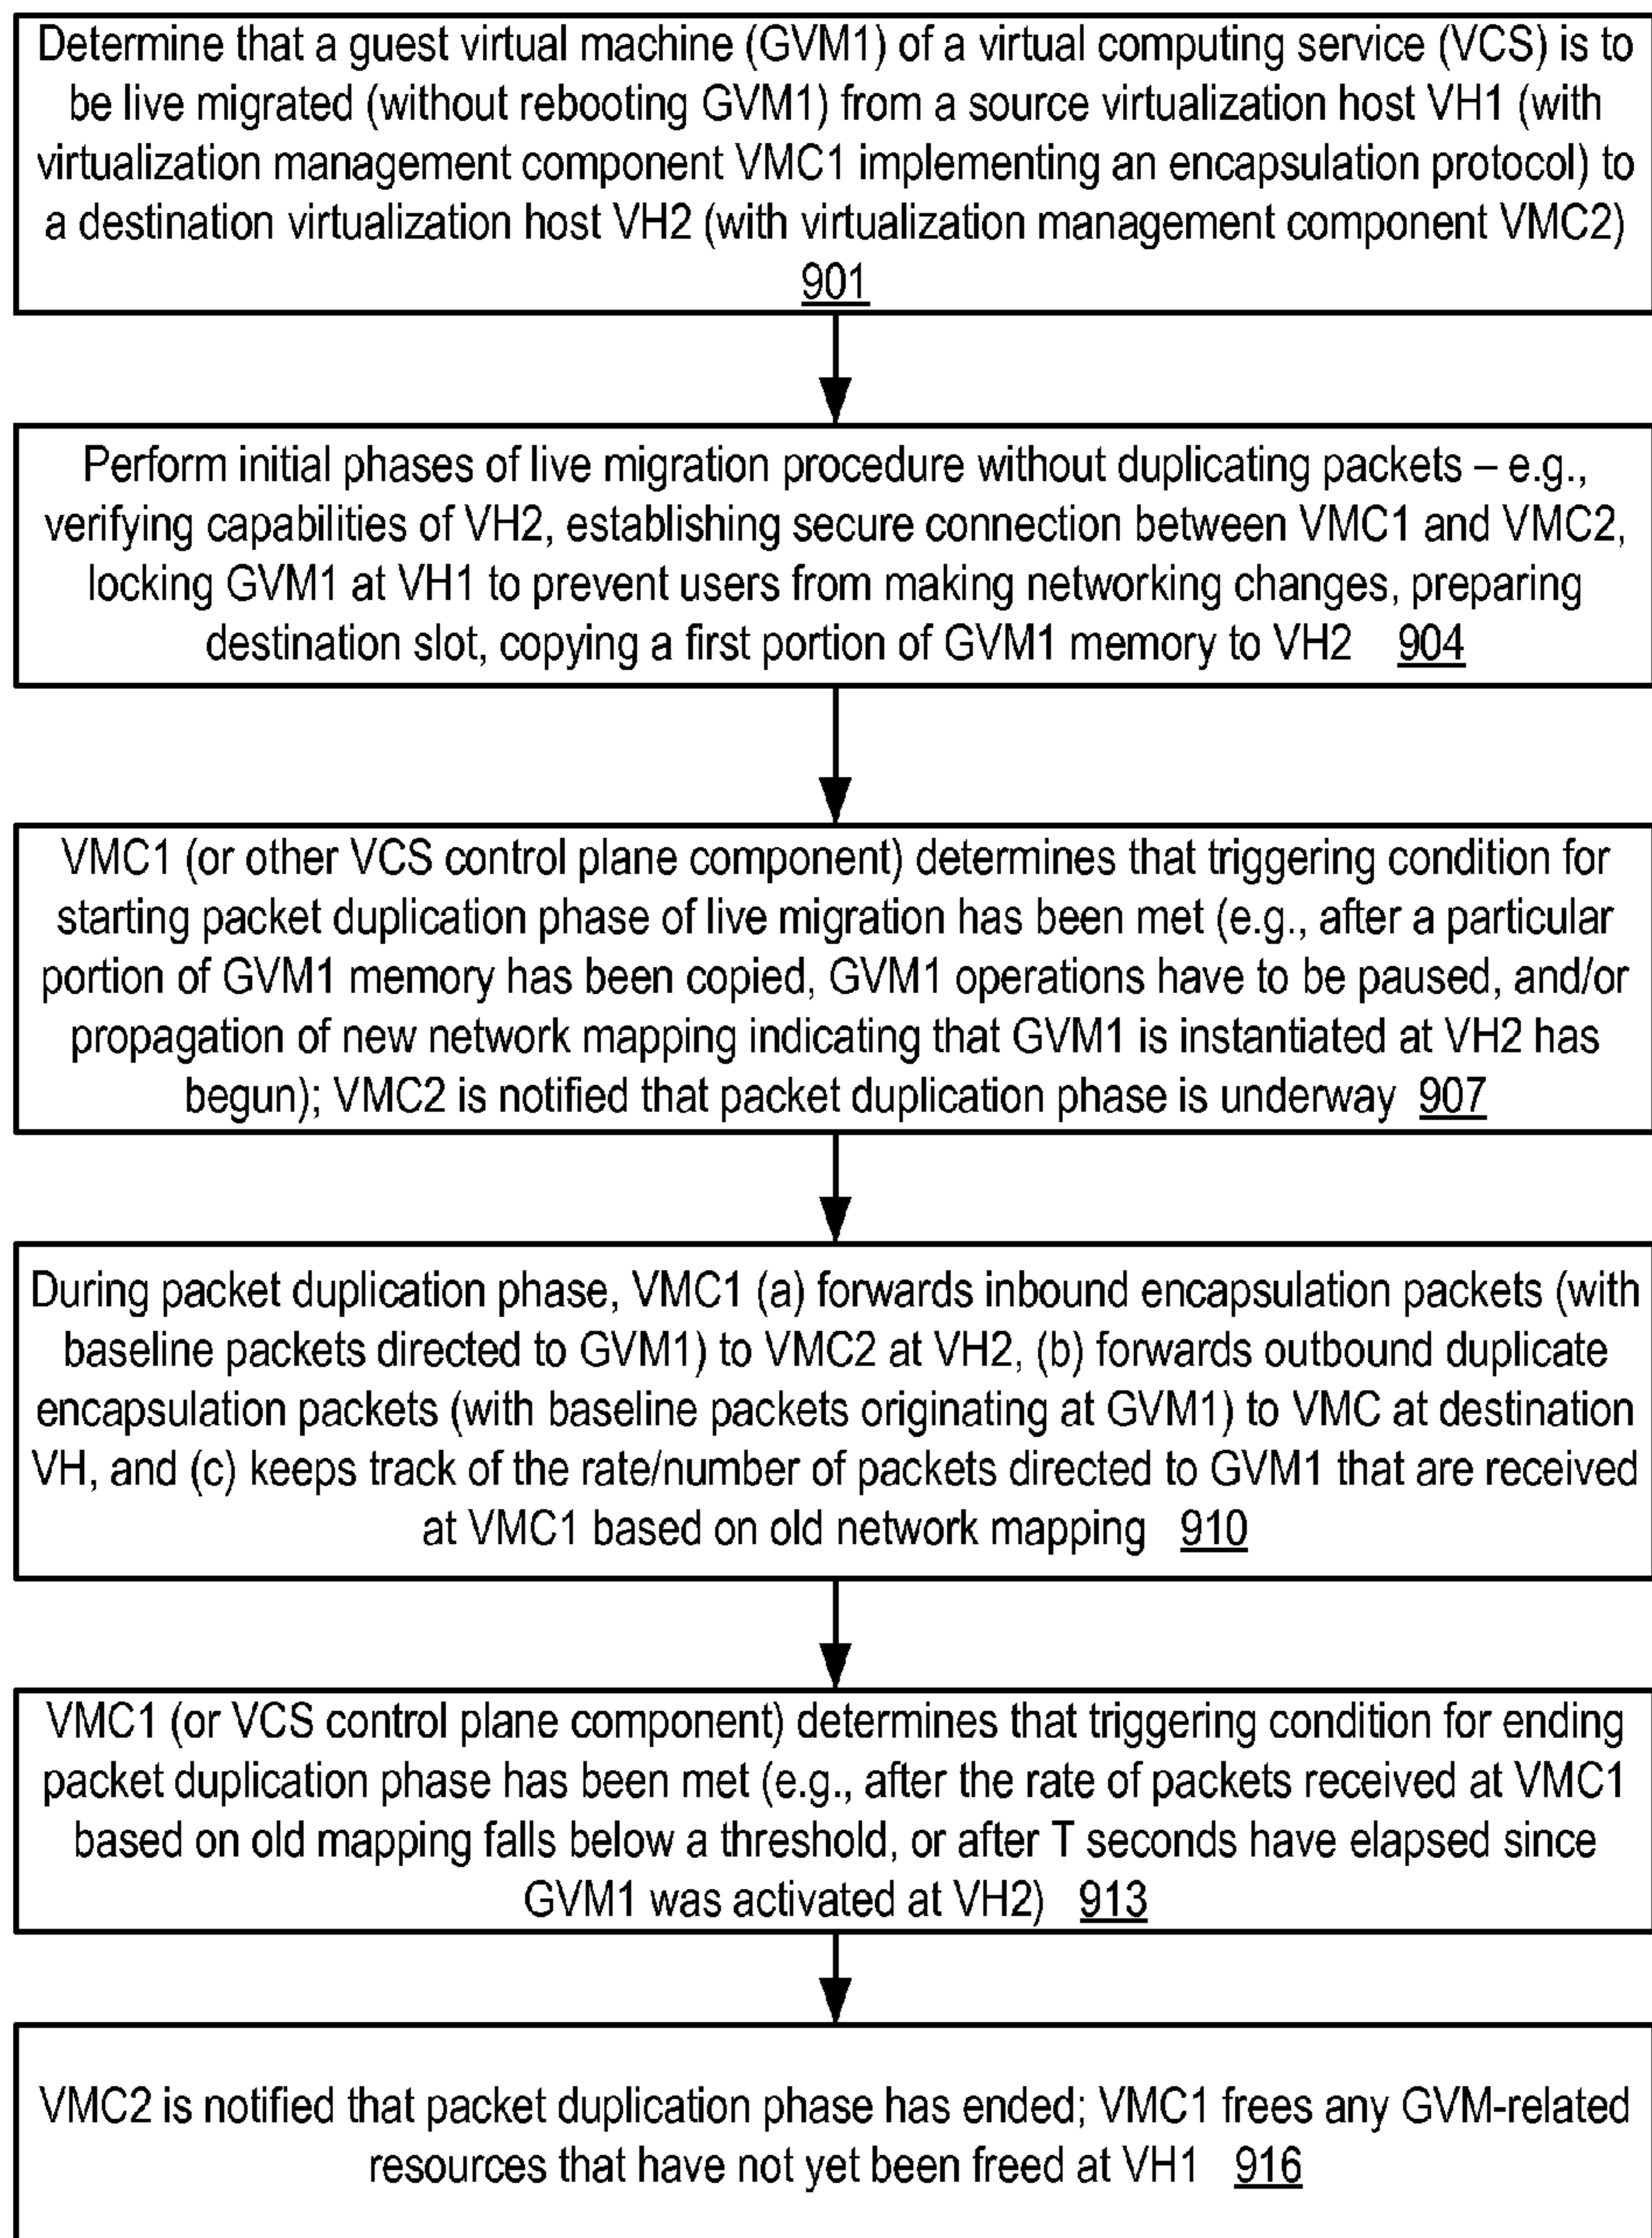 Determine that a guest virtual machine (GVM1) of a virtual computing service (VCS) is to
be live migrated (without rebooting GVM1) from a source virtualization host VH1 (with
virtualization management component VMC1 implementing an encapsulation protocol) to
a destination virtualization host VH2 (with virtualization management component VMC2)
901
Perform initial phases of live migration procedure without duplicating packets – e.g.,
verifying capabilities of VH2, establishing secure connection between VMC1 and VMC2,
locking GVM1 at VH1 to prevent users from making networking changes, preparing
destination slot, copying a first portion of GVM1 memory to VH2 904
VMC1 (or other VCS control plane component) determines that triggering condition for
starting packet duplication phase of live migration has been met (e.g., after a particular
portion of GVM1 memory has been copied, GVM1 operations have to be paused, and/or
propagation of new network mapping indicating that GVM1 is instantiated at VH2 has
begun); VMC2 is notified that packet duplication phase is underway 907
During packet duplication phase, VMC1 (a) forwards inbound encapsulation packets (with
baseline packets directed to GVM1) to VMC2 at VH2, (b) forwards outbound duplicate
encapsulation packets (with baseline packets originating at GVM1) to VMC at destination
VH, and (c) keeps track of the rate/number of packets directed to GVM1 that are received
at VMC1 based on old network mapping 910
VMC1 (or VCS control plane component) determines that triggering condition for ending
packet duplication phase has been met (e.g., after the rate of packets received at VMC1
based on old mapping falls below a threshold, or after T seconds have elapsed since
GVM1 was activated at VH2) 913
VMC2 is notified that packet duplication phase has ended; VMC1 frees any GVM-related
resources that have not yet been freed at VH1 916